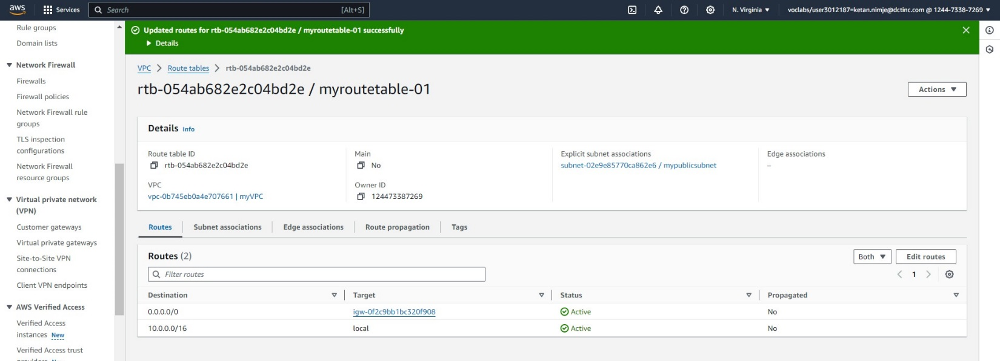 aws
Services
Search
[Alt+S]
N. Virginia
voclabs/user3012187=ketan.nimje@dctinc.com @ 1244-7338-7269
Rule groups
Domain lists
Network Firewall
Firewalls
Firewall policies
Network Firewall rule
groups
TLS inspection
configurations
Network Firewall
resource groups
Virtual private network
(VPN)
Customer gateways
Virtual private gateways
Site-to-Site VPN
connections
Client VPN endpoints
AWS Verified Access
Verified Access
instances New
Verified Access trust
providers New
Updated routes for rtb-054ab682e2c04bd2e / myroutetable-01 successfully
Details
VPC
Route tables
rtb-054ab682e2c04bd2e
rtb-054ab682e2c04bd2e / myroutetable-01
Actions
Details Info
Route table ID
rtb-054ab682e2c04bd2e
Main
No
Explicit subnet associations
subnet-02e9e85770ca862e6 / mypublicsubnet
Edge associations
–
VPC
vpc-0b745eb0a4e707661 | myVPC
Owner ID
124473387269
Routes
Subnet associations
Edge associations
Route propagation
Tags
Routes (2)
Both
Edit routes
Filter routes
1
Destination Target Status Propagated
0.0.0.0/0 igw-0f2c9bb1bc320f908 Active No
10.0.0.0/16 local Active No